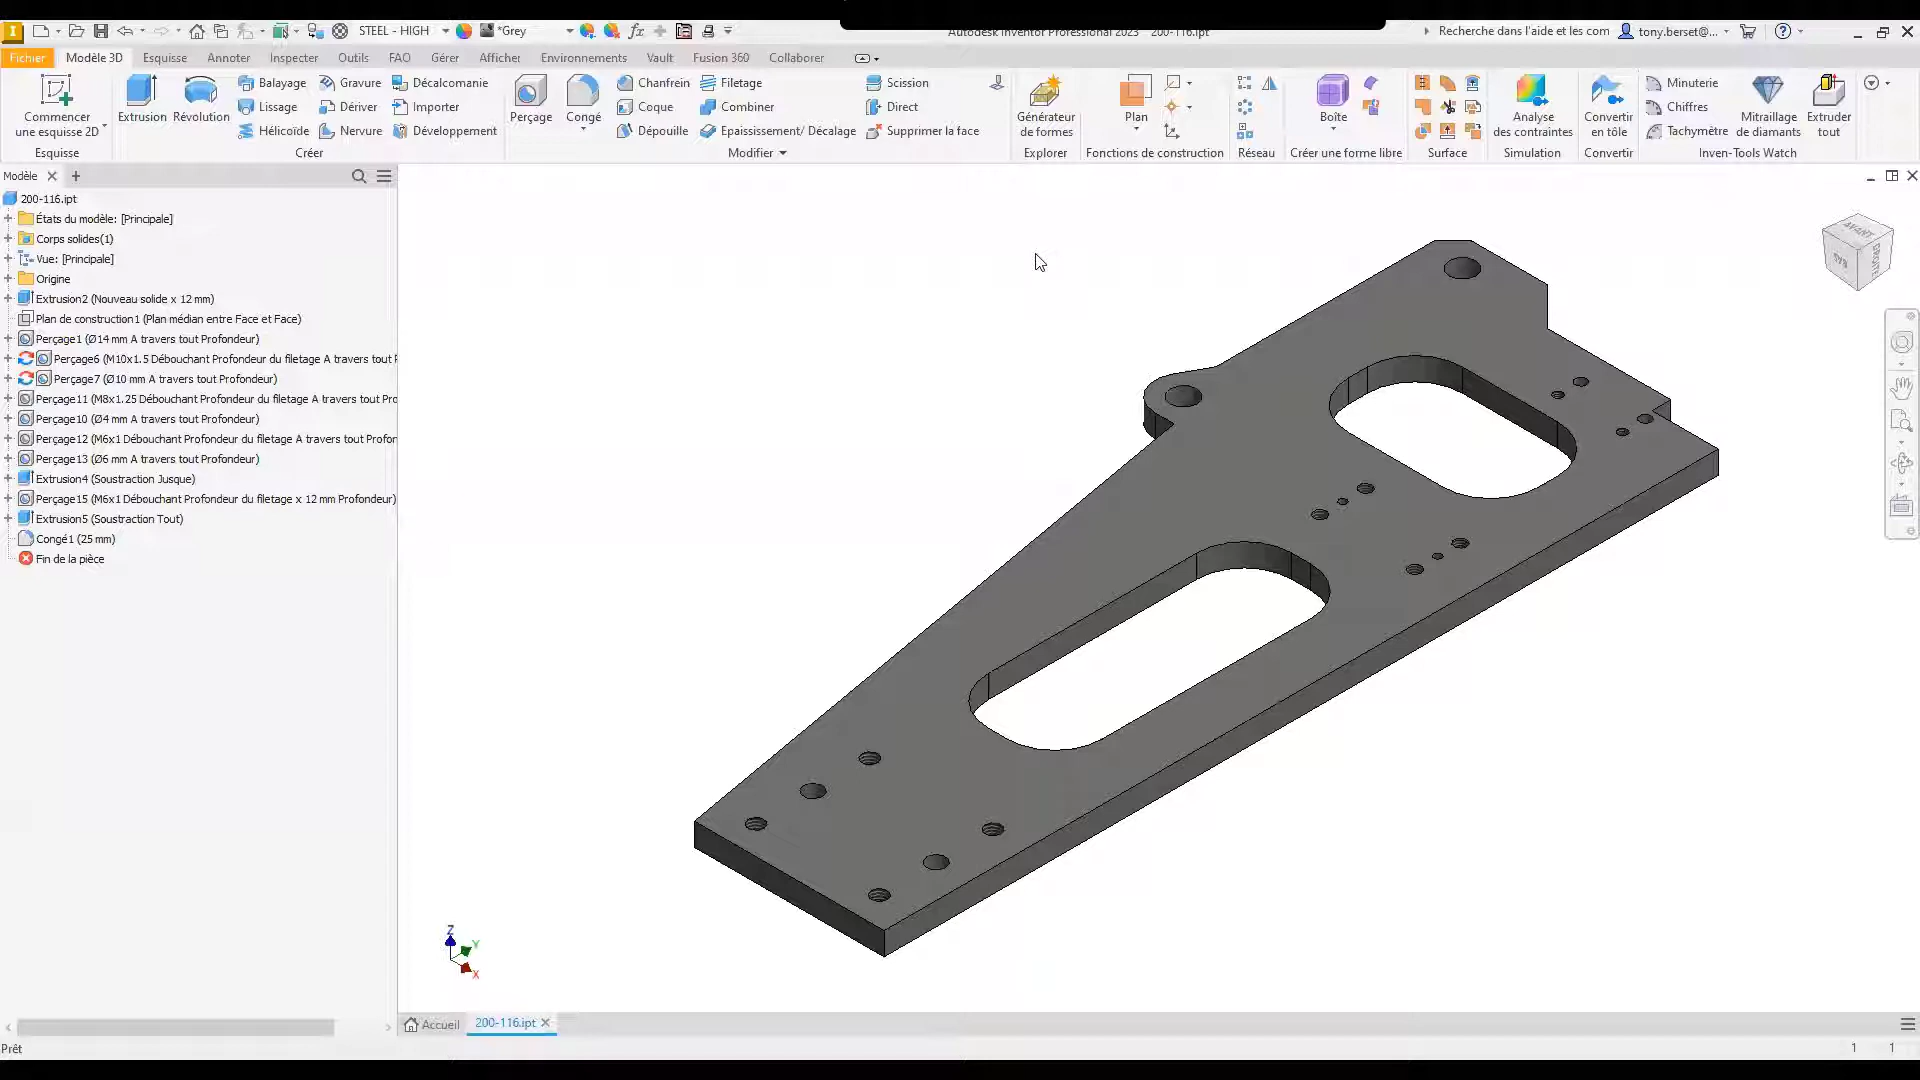 STEEL - HIGH
*Grey
Autodesk Inventor Professional 2023 200-116.ipt
Recherche dans l'aide et les com
tony.berset@...
Fichier Modèle 3D Esquisse Annoter Inspecter Outils FAO Gérer Afficher Environnements Vault Fusion 360 Collaborer
Commencer
une esquisse 2D
Esquisse
Extrusion
Révolution
Balayage
Lissage
Hélicoïde
Gravure
Dériver
Nervure
Décalcomanie
Importer
Développement
Créer
Perçage
Congé
Chanfrein
Coque
Dépouille
Filetage
Combiner
Epaississement/ Décalage
Scission
Direct
Supprimer la face
Modifier
Générateur
de formes
Explorer
Plan
Fonctions de construction
Réseau
Boîte
Créer une forme libre
Surface
Analyse
des contraintes
Simulation
Convertir
en tôle
Convertir
Minuterie
Chiffres
Tachymètre
Mitraillage
de diamants
Extruder
tout
Inven-Tools Watch
Modèle
200-116.ipt
États du modèle: [Principale]
Corps solides(1)
Vue: [Principale]
Origine
Extrusion2 (Nouveau solide x 12 mm)
Plan de construction1 (Plan médian entre Face et Face)
Perçage1 (Ø14 mm A travers tout Profondeur)
Perçage6 (M10x1.5 Débouchant Profondeur du filetage A travers tout P
Perçage7 (Ø10 mm A travers tout Profondeur)
Perçage11 (M8x1.25 Débouchant Profondeur du filetage A travers tout Pro
Perçage10 (Ø4 mm A travers tout Profondeur)
Perçage12 (M6x1 Débouchant Profondeur du filetage A travers tout Profon
Perçage13 (Ø6 mm A travers tout Profondeur)
Extrusion4 (Soustraction Jusque)
Perçage15 (M6x1 Débouchant Profondeur du filetage x 12 mm Profondeur)
Extrusion5 (Soustraction Tout)
Congé1 (25 mm)
Fin de la pièce
AVANT
DROITE
Z
Y
X
Accueil
200-116.ipt
Prêt
1 1